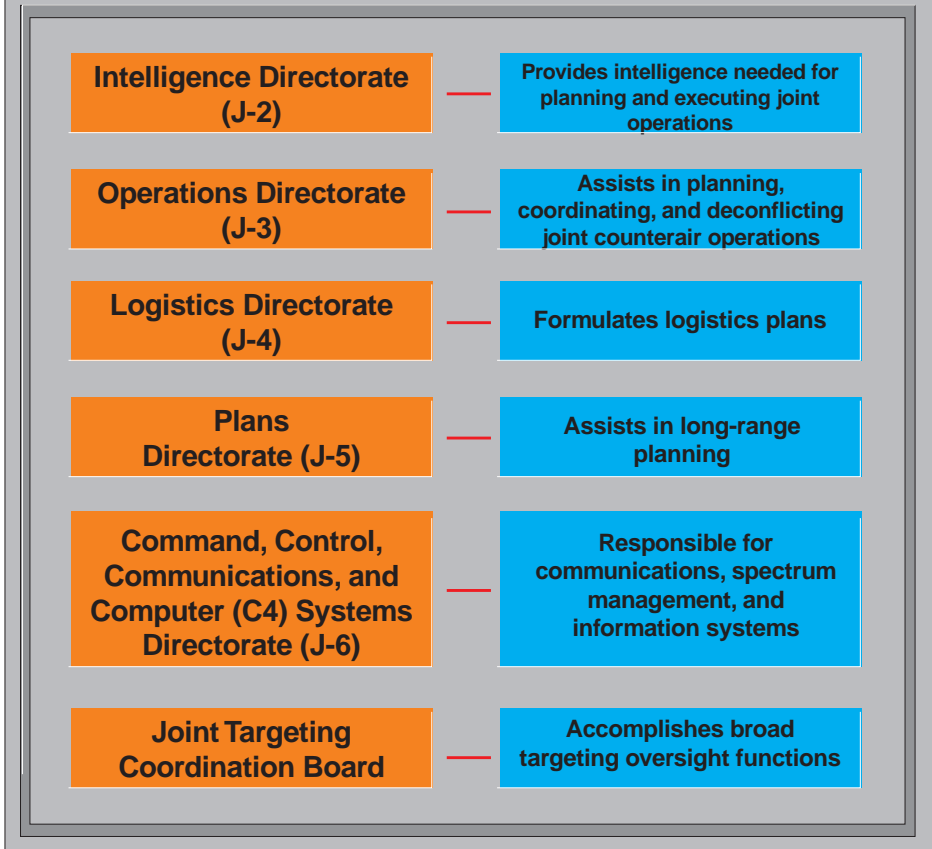 Intelligence Directorate
(J-2)
Provides intelligence needed for
planning and executing joint
operations
Operations Directorate
(J-3)
Assists in planning,
coordinating, and deconflicting
joint counterair operations
Logistics Directorate
(J-4)
Formulates logistics plans
Plans
Directorate (J-5)
Assists in long-range
planning
Command, Control,
Communications, and
Computer (C4) Systems
Directorate (J-6)
Responsible for
communications, spectrum
management, and
information systems
Joint Targeting
Coordination Board
Accomplishes broad
targeting oversight functions